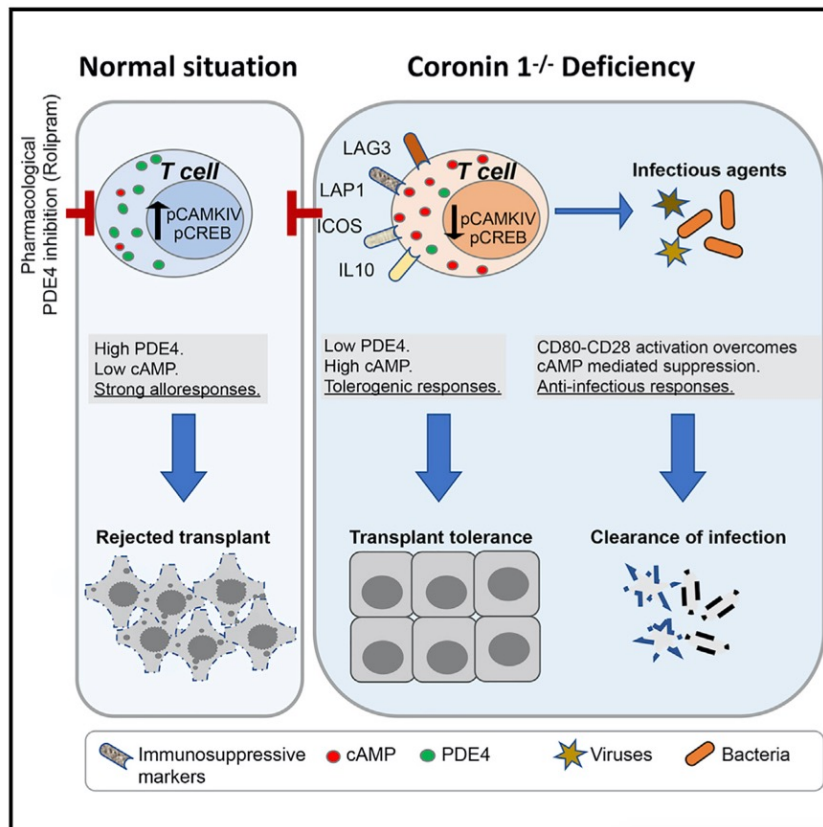 Normal situation
Coronin 1-/- Deficiency
Pharmacological
PDE4 inhibition (Rolipram)
T cell
pCAMKIV
pCREB
LAG3
LAP1
ICOS
IL10
T cell
pCAMKIV
pCREB
Infectious agents
High PDE4.
Low cAMP.
Strong alloresponses.
Low PDE4.
High cAMP.
Tolerogenic responses.
CD80-CD28 activation overcomes
cAMP mediated suppression.
Anti-infectious responses.
Rejected transplant
Transplant tolerance
Clearance of infection
Immunosuppressive
markers
cAMP
PDE4
Viruses
Bacteria